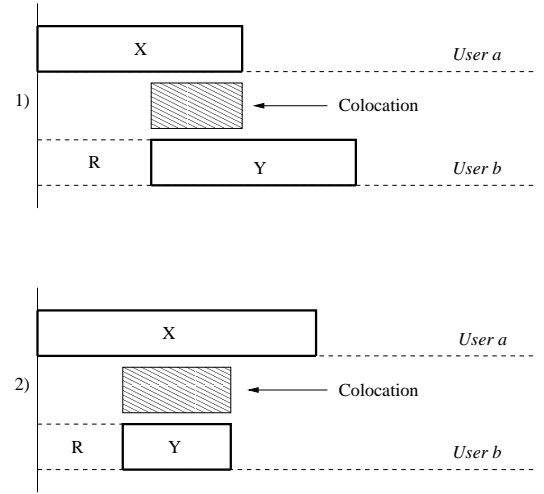 X
User a
1)
Colocation
R
Y
User b
X
User a
2)
Colocation
R
Y
User b